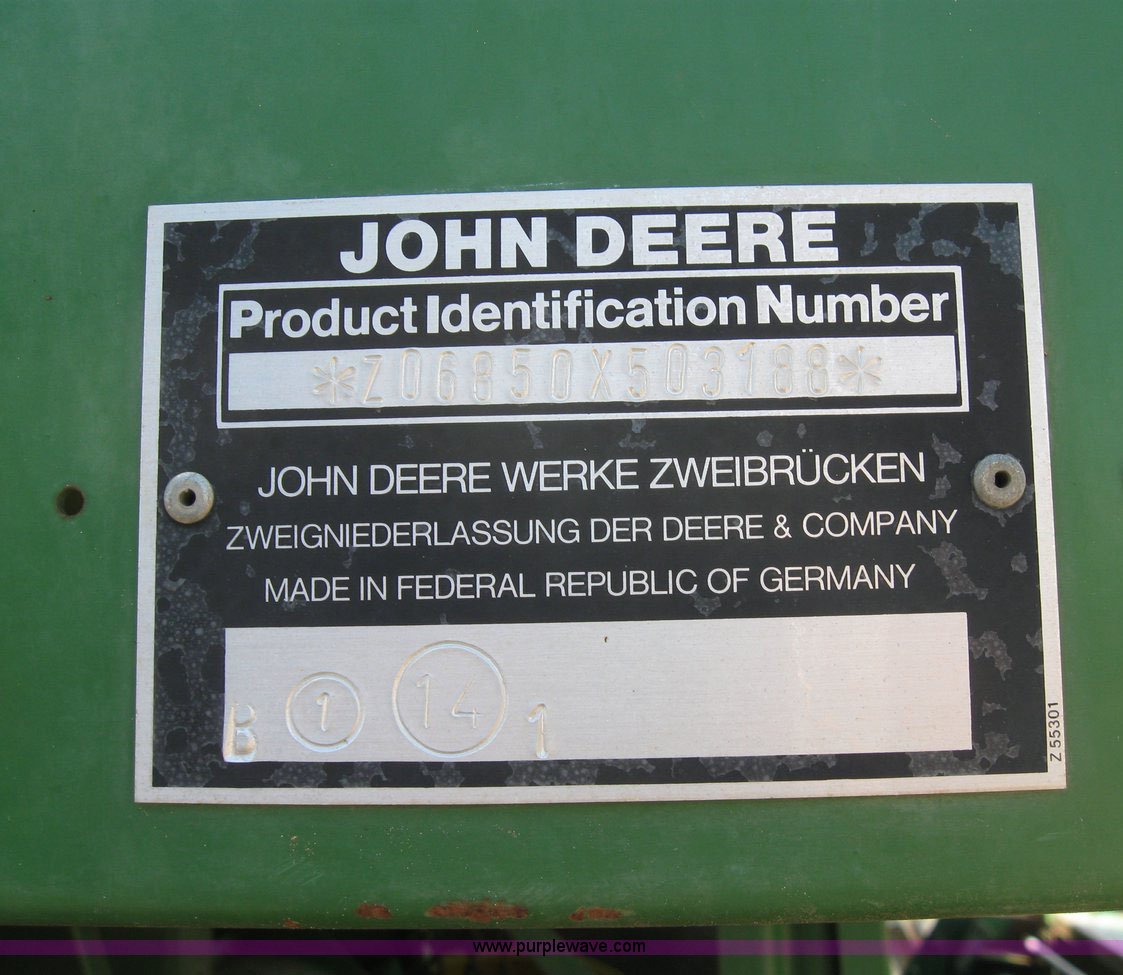 JOHN DEERE
Product Identification Number
*Z06850X503188*
JOHN DEERE WERKE ZWEIBRÜCKEN
ZWEIGNIEDERLASSUNG DER DEERE & COMPANY
MADE IN FEDERAL REPUBLIC OF GERMANY
B 1 14 1
Z 55301
www.purplewave.com